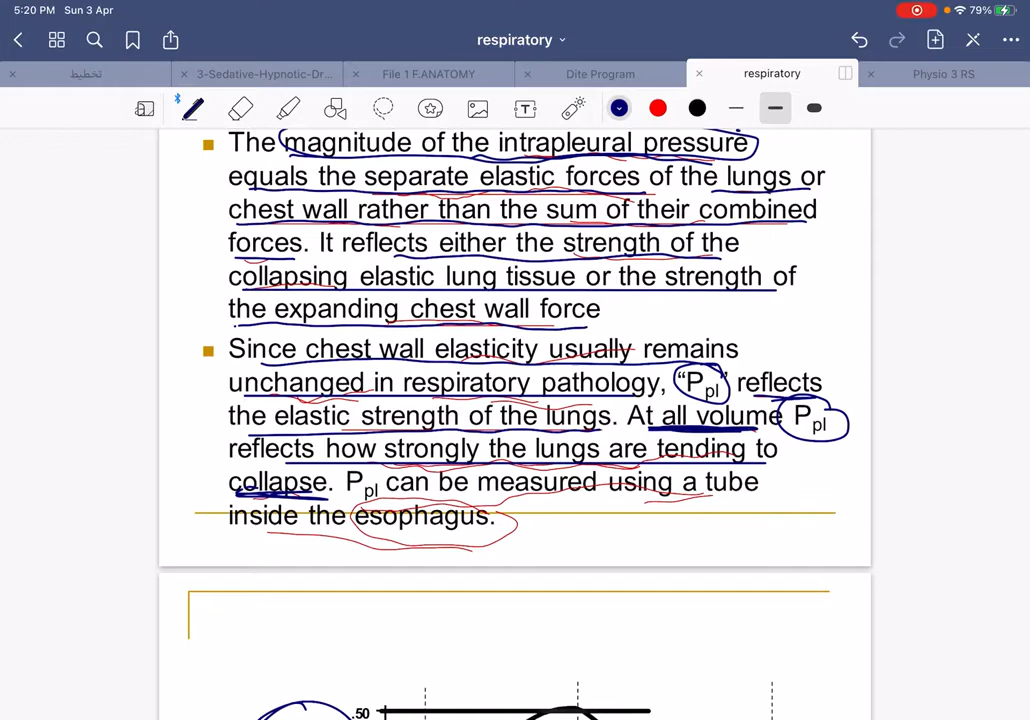 5:20 PM Sun 3 Apr 79%
respiratory
تخطيط 3-Sedative-Hypnotic-Dr... File 1 F.ANATOMY Dite Program respiratory Physio 3 RS
The magnitude of the intrapleural pressure
equals the separate elastic forces of the lungs or
chest wall rather than the sum of their combined
forces. It reflects either the strength of the
collapsing elastic lung tissue or the strength of
the expanding chest wall force
Since chest wall elasticity usually remains
unchanged in respiratory pathology, “Ppl” reflects
the elastic strength of the lungs. At all volume Ppl
reflects how strongly the lungs are tending to
collapse. Ppl can be measured using a tube
inside the esophagus.
.50